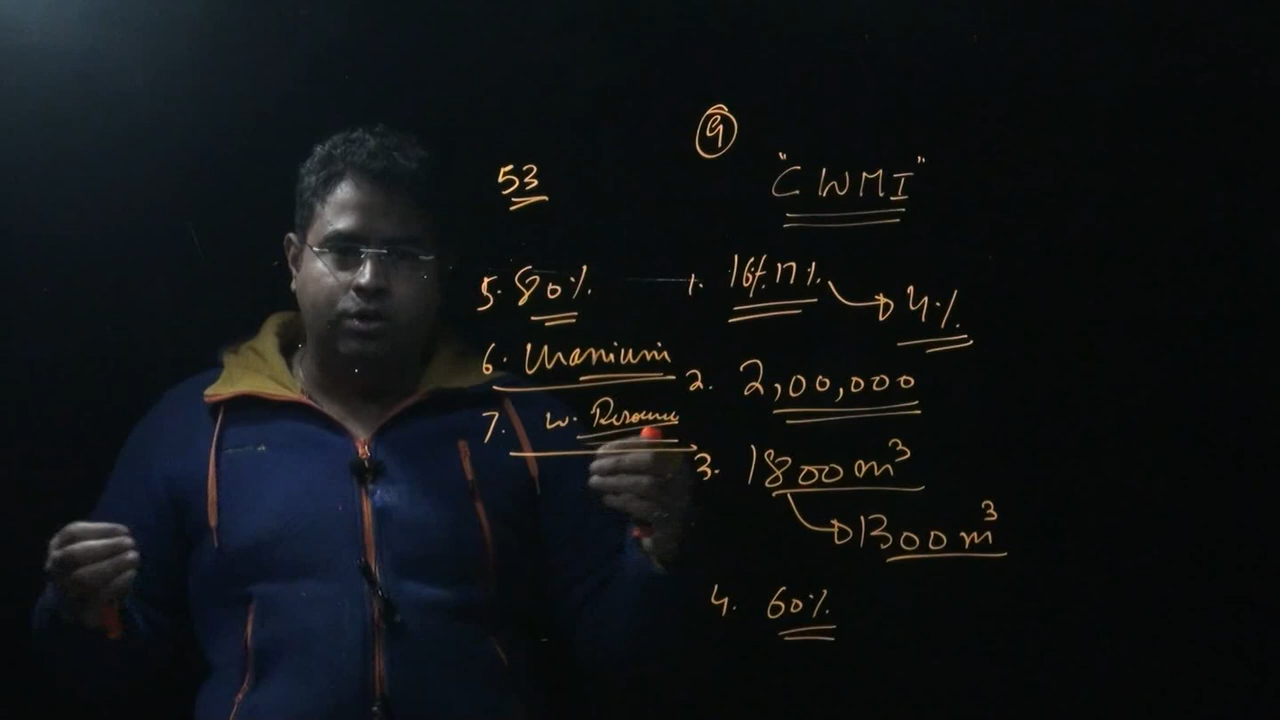 9
"CWMI"
53
1. 16/17% → 4%
2. 2,00,000
3. 1800 m³
→ 1300 m³
4. 60%
5. 80%
6. Uranium
7. W. Resource